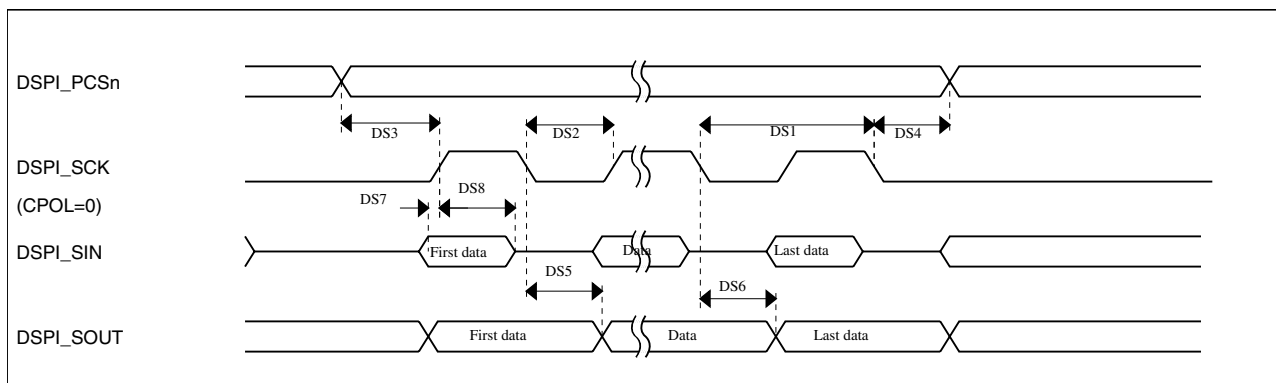 DSPI_PCSn
DS3
DS2
DS1
DS4
DSPI_SCK
(CPOL=0)
DS7
DS8
DSPI_SIN
First data
Data
Last data
DS5
DS6
DSPI_SOUT
First data
Data
Last data